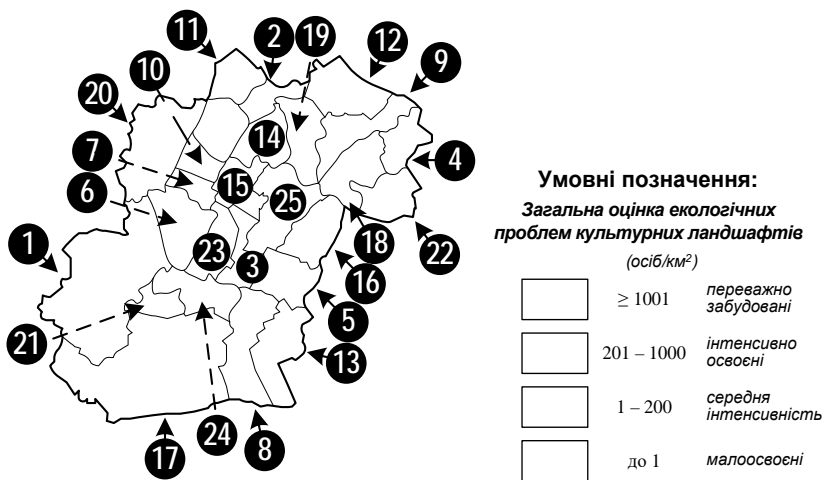 11
2
19
12
10
9
20
14
7
4
15
6
25
1
23
3
18
22
16
5
21
13
17
24
8
Умовні позначення:
Загальна оцінка екологічних
проблем культурних ландшафтів
(осіб/км²)
≥ 1001 переважно
забудовані
201 – 1000 інтенсивно
освоєні
1 – 200 середня
інтенсивність
до 1 малоосвоєні